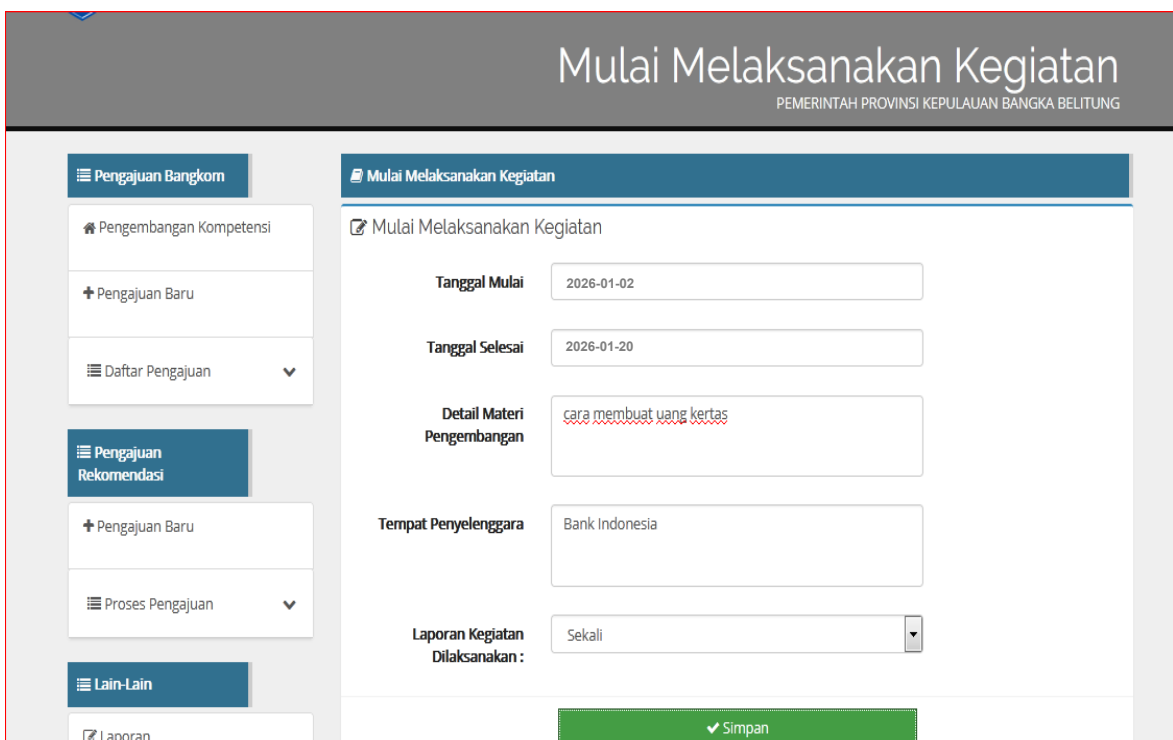 Mulai Melaksanakan Kegiatan
PEMERINTAH PROVINSI KEPULAUAN BANGKA BELITUNG
Pengajuan Bangkom
Pengembangan Kompetensi
Pengajuan Baru
Daftar Pengajuan
Pengajuan
Rekomendasi
Pengajuan Baru
Proses Pengajuan
Lain-Lain
Laporan
Mulai Melaksanakan Kegiatan
Mulai Melaksanakan Kegiatan
Tanggal Mulai
2026-01-02
Tanggal Selesai
2026-01-20
Detail Materi
Pengembangan
cara membuat uang kertas
Tempat Penyelenggara
Bank Indonesia
Laporan Kegiatan
Dilaksanakan :
Sekali
Simpan